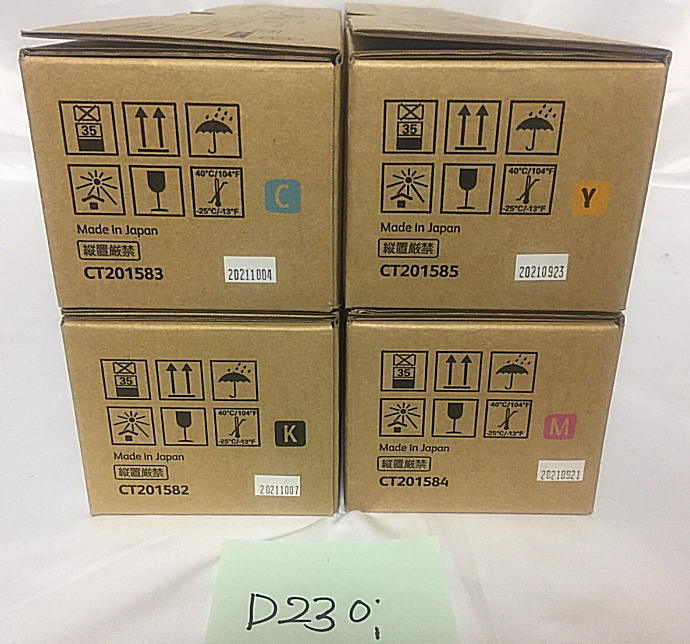 35
40°C/104°F
-25°C/-13°F
C
Made in Japan
縦置厳禁
CT201583
20211004
35
40°C/104°F
-25°C/-13°F
Y
Made in Japan
縦置厳禁
CT201585
20210923
35
40°C/104°F
-25°C/-13°F
K
Made in Japan
縦置厳禁
CT201582
20211007
35
40°C/104°F
-25°C/-13°F
M
Made in Japan
縦置厳禁
CT201584
20210921
D230;